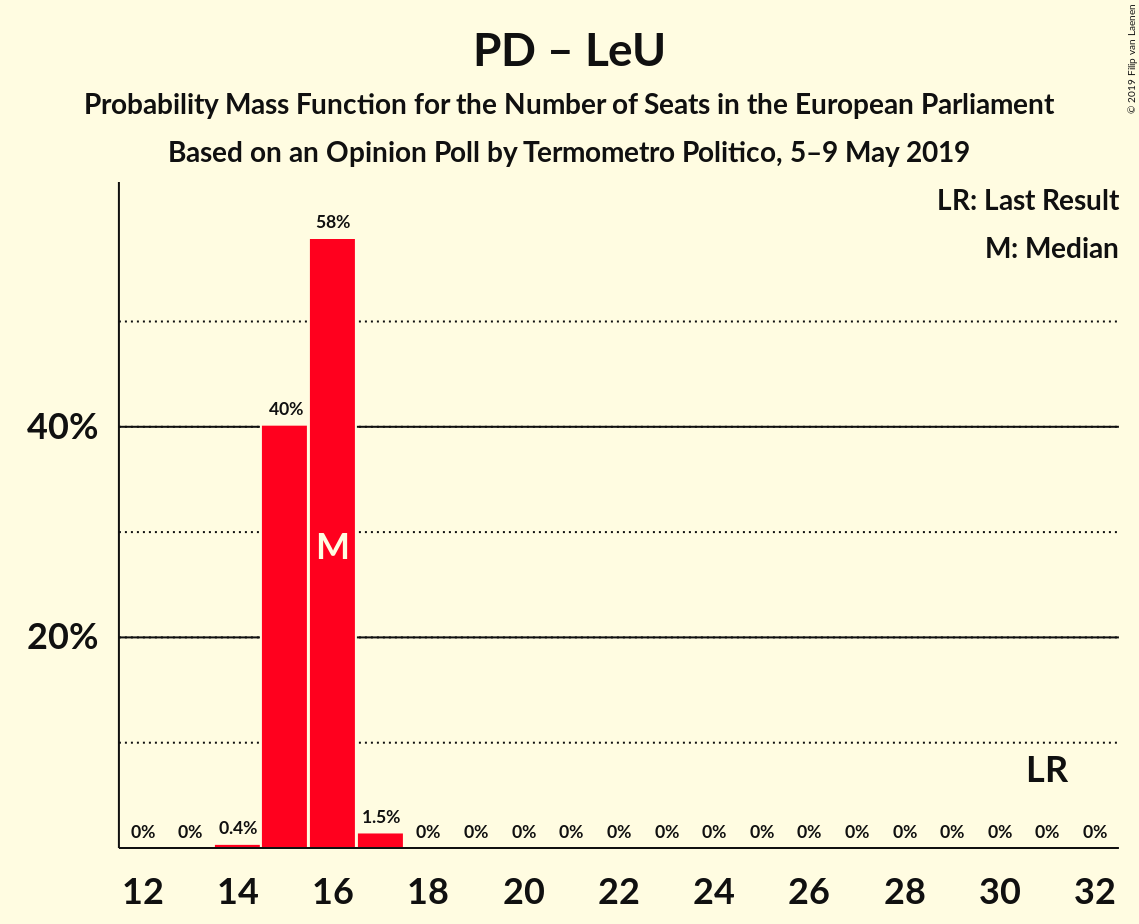 PD – LeU
Probability Mass Function for the Number of Seats in the European Parliament
Based on an Opinion Poll by Termometro Politico, 5–9 May 2019
© 2019 Filip van Laenen
LR: Last Result
M: Median
58%
40%
40%
M
20%
LR
0% 0% 0.4% 1.5% 0% 0% 0% 0% 0% 0% 0% 0% 0% 0% 0% 0% 0% 0% 0%
12 14 16 18 20 22 24 26 28 30 32